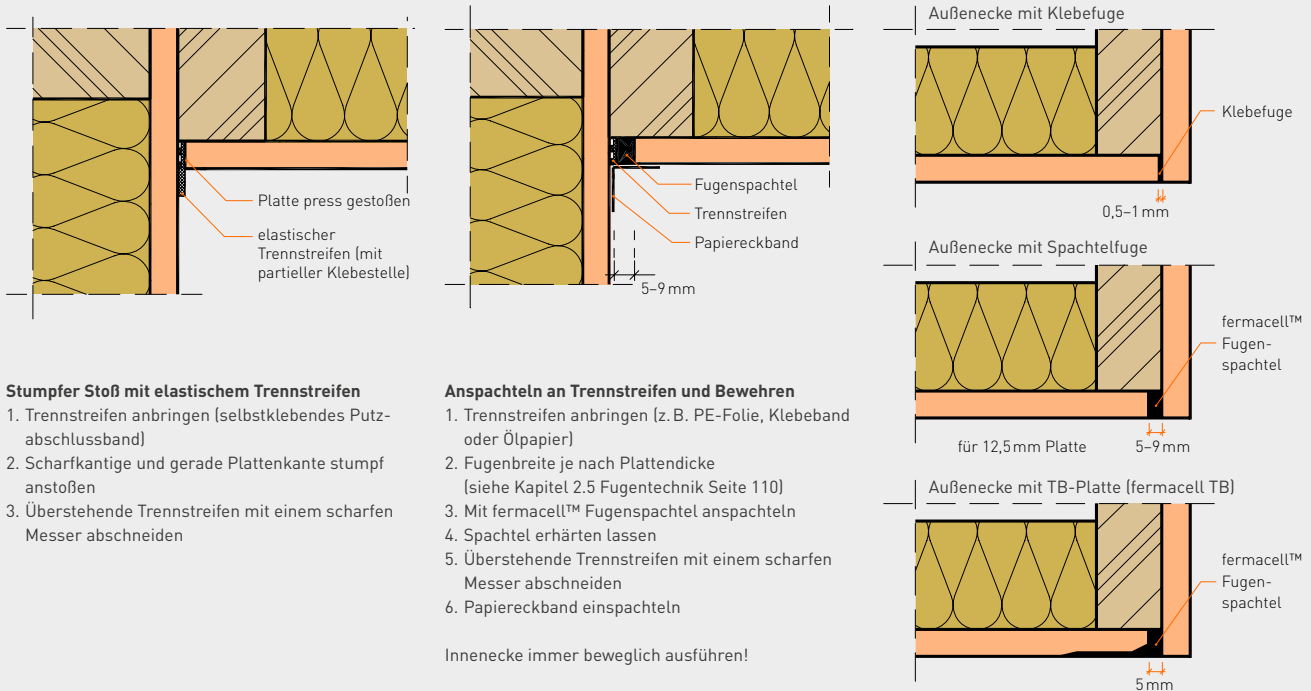 Platte press gestoßen
elastischer
Trennstreifen (mit
partieller Klebestelle)
Stumpfer Stoß mit elastischem Trennstreifen
1. Trennstreifen anbringen (selbstklebendes Putz-
abschlussband)
2. Scharfkantige und gerade Plattenkante stumpf
anstoßen
3. Überstehende Trennstreifen mit einem scharfen
Messer abschneiden
Fugenspachtel
Trennstreifen
Papiereckband
5–9 mm
Anspachteln an Trennstreifen und Bewehren
1. Trennstreifen anbringen (z. B. PE-Folie, Klebeband
oder Ölpapier)
2. Fugenbreite je nach Plattendicke
(siehe Kapitel 2.5 Fugentechnik Seite 110)
3. Mit fermacell™ Fugenspachtel anspachteln
4. Spachtel erhärten lassen
5. Überstehende Trennstreifen mit einem scharfen
Messer abschneiden
6. Papiereckband einspachteln
Innenecke immer beweglich ausführen!
Außenecke mit Klebefuge
Klebefuge
0,5–1 mm
Außenecke mit Spachtelfuge
fermacell™
Fugen-
spachtel
für 12,5 mm Platte 5–9 mm
Außenecke mit TB-Platte (fermacell TB)
fermacell™
Fugen-
spachtel
5 mm